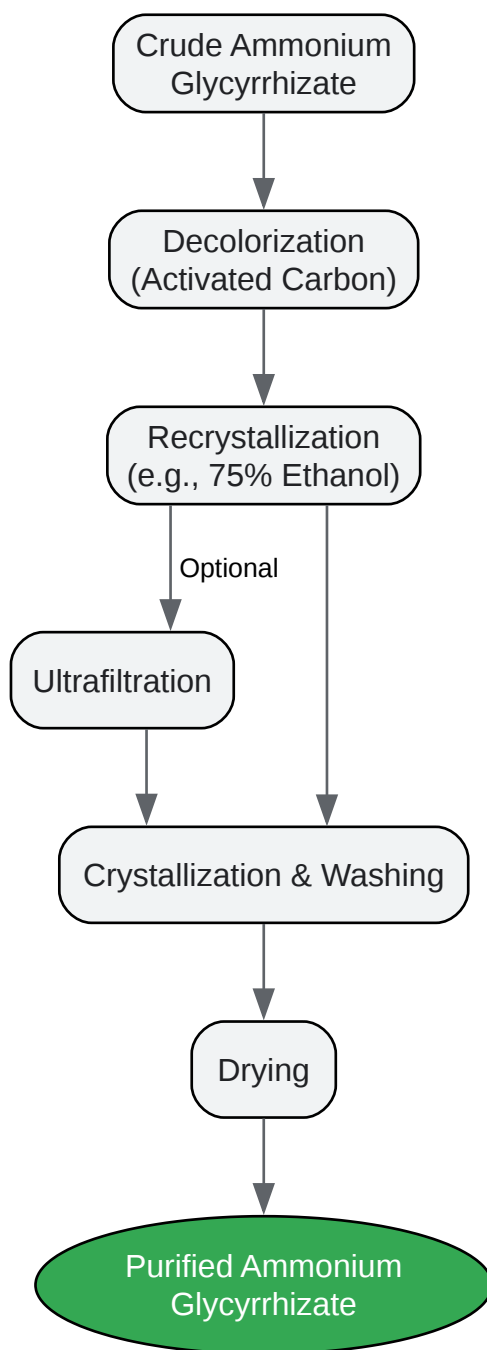 Crude Ammonium
Glycyrrhizate
Decolorization
(Activated Carbon)
Recrystallization
(e.g., 75% Ethanol)
Optional
Ultrafiltration
Crystallization & Washing
Drying
Purified Ammonium
Glycyrrhizate